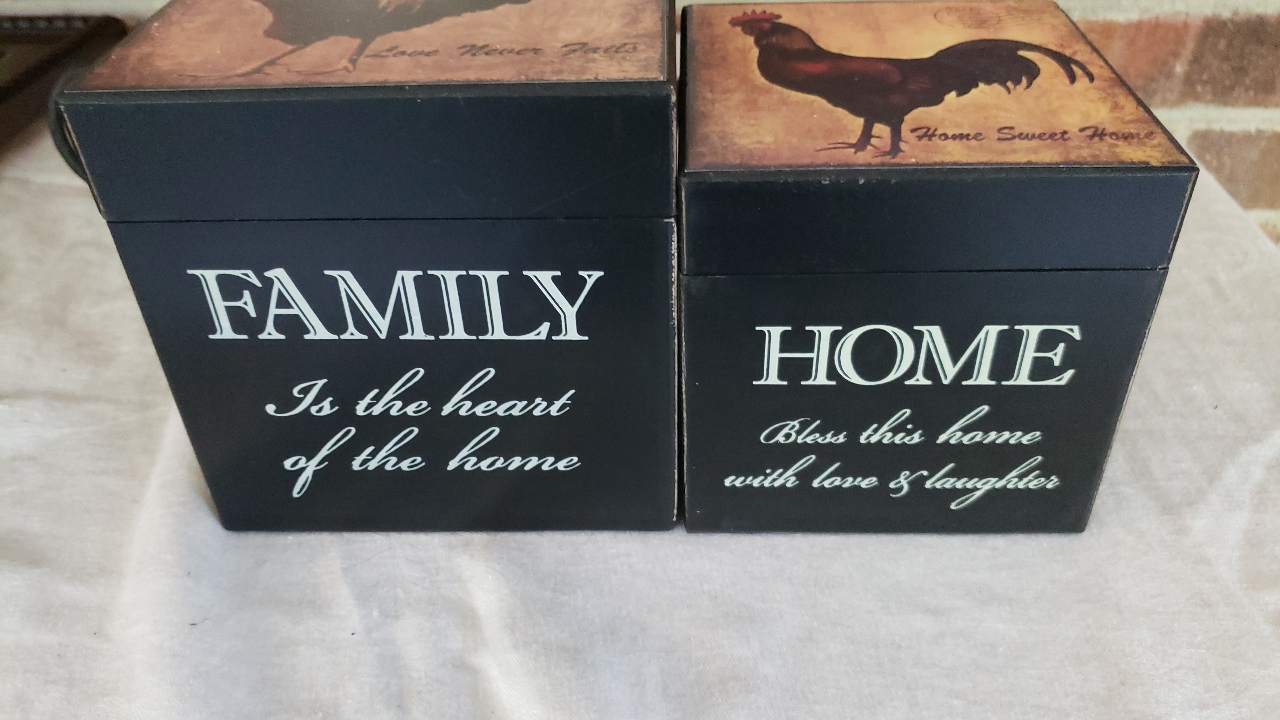 Love Never Fails
FAMILY
Is the heart
of the home
Home Sweet Home
HOME
Bless this home
with love & laughter